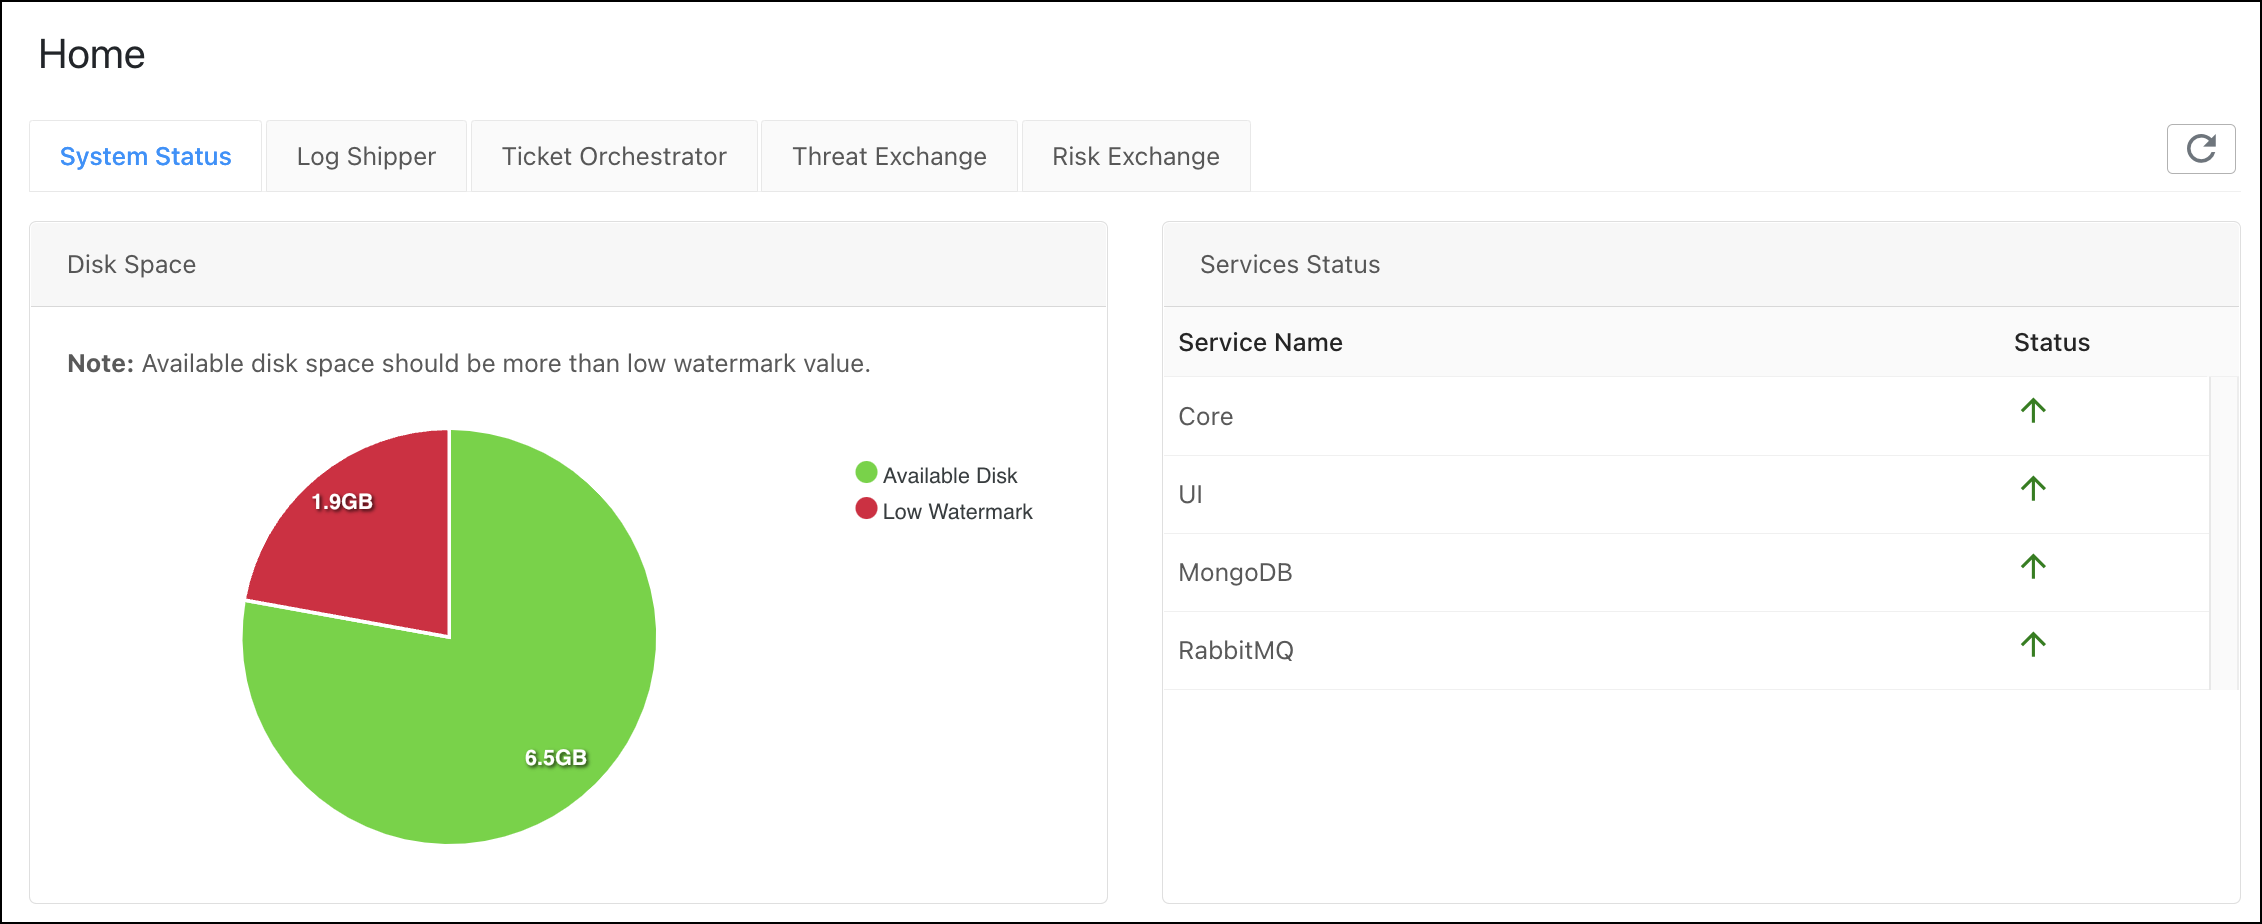 Home
System Status
Log Shipper
Ticket Orchestrator
Threat Exchange
Risk Exchange
Disk Space
Note: Available disk space should be more than low watermark value.
1.9GB
6.5GB
Available Disk
Low Watermark
Services Status
Service Name Status
Core
UI
MongoDB
RabbitMQ